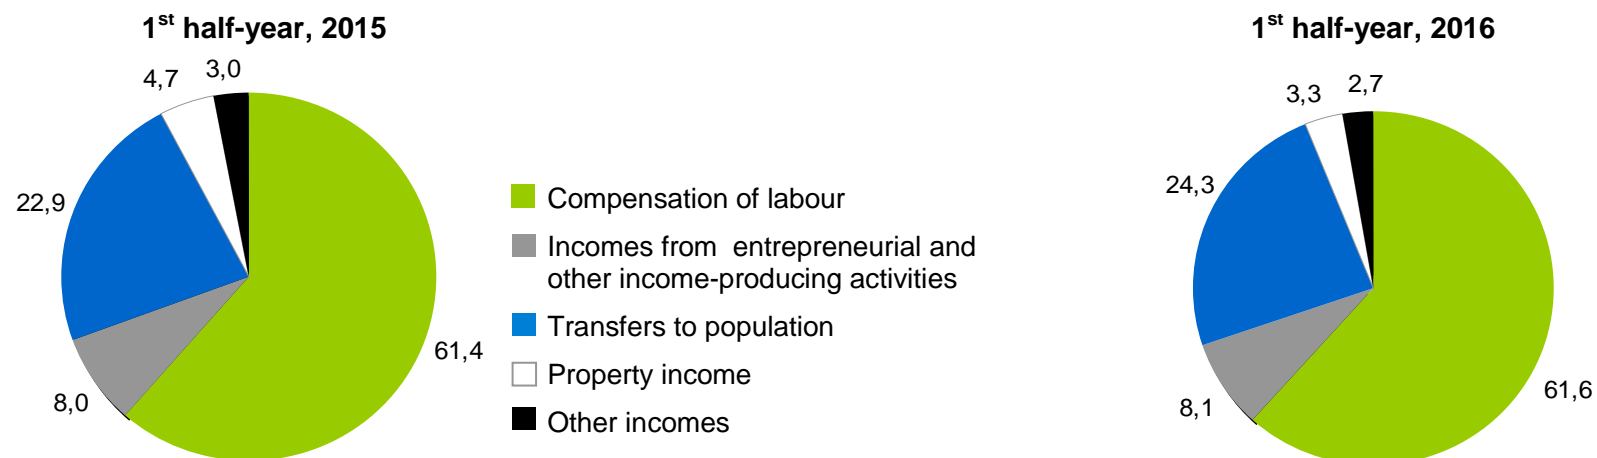 1st half-year, 2015
3,0
4,7
22,9
61,4
8,0
Compensation of labour
Incomes from entrepreneurial and
other income-producing activities
Transfers to population
Property income
Other incomes
1st half-year, 2016
2,7
3,3
24,3
61,6
8,1